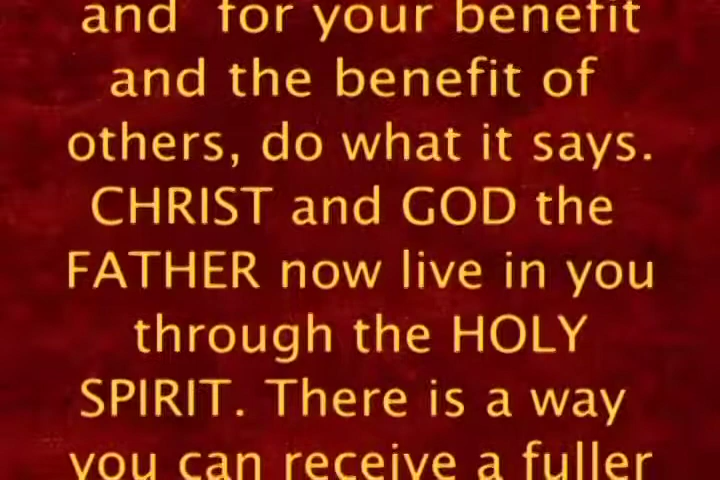 and for your benefit
and the benefit of
others, do what it says.
CHRIST and GOD the
FATHER now live in you
through the HOLY
SPIRIT. There is a way
you can receive a fuller